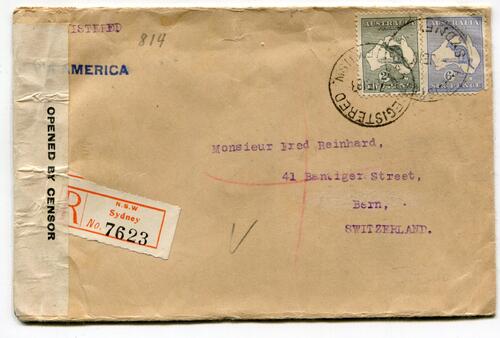 ISTERED
814
AMERICA
OPENED BY CENSOR
R
N.S.W
Sydney
No. 7623
AUSTRALIA
AUSTRALIA
REGISTERED
Monsieur Fred Reinhard,
41 Bantiger Street,
Bern,
SWITZERLAND.